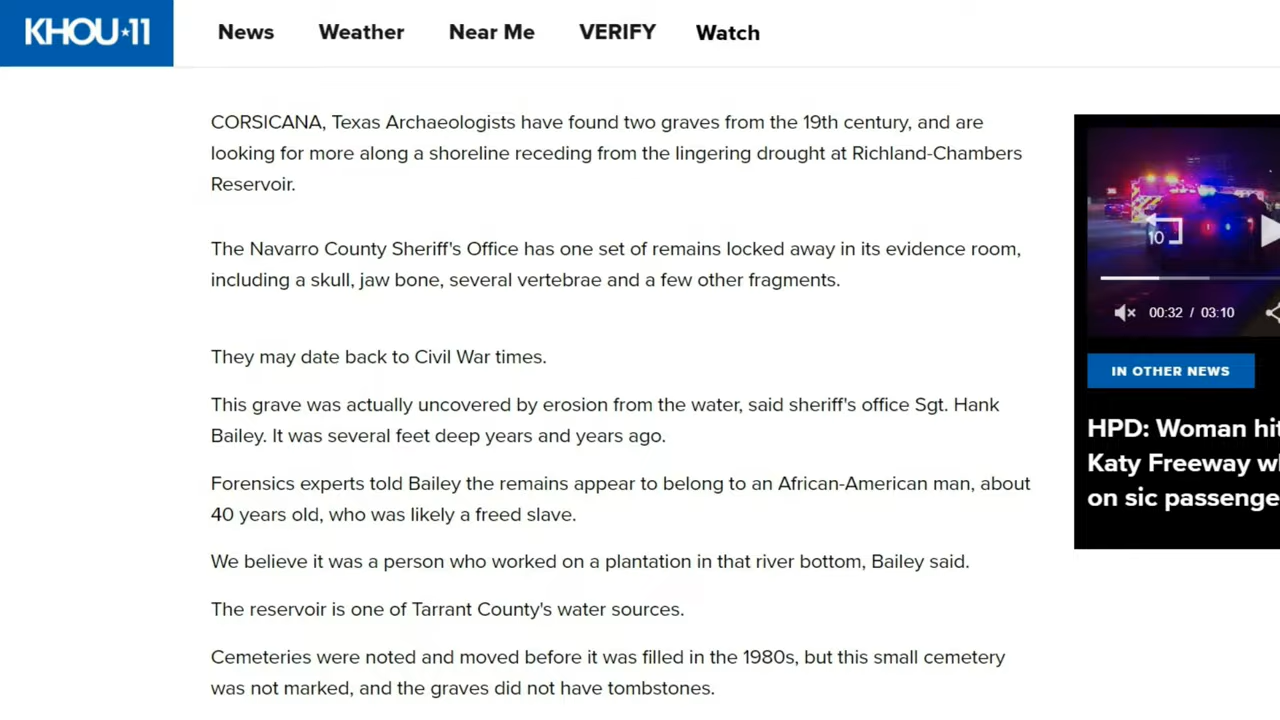 KHOU★11
News
Weather
Near Me
VERIFY
Watch
CORSICANA, Texas Archaeologists have found two graves from the 19th century, and are
looking for more along a shoreline receding from the lingering drought at Richland-Chambers
Reservoir.
The Navarro County Sheriff's Office has one set of remains locked away in its evidence room,
including a skull, jaw bone, several vertebrae and a few other fragments.
They may date back to Civil War times.
This grave was actually uncovered by erosion from the water, said sheriff's office Sgt. Hank
Bailey. It was several feet deep years and years ago.
Forensics experts told Bailey the remains appear to belong to an African-American man, about
40 years old, who was likely a freed slave.
We believe it was a person who worked on a plantation in that river bottom, Bailey said.
The reservoir is one of Tarrant County's water sources.
Cemeteries were noted and moved before it was filled in the 1980s, but this small cemetery
was not marked, and the graves did not have tombstones.
10
00:32 / 03:10
IN OTHER NEWS
HPD: Woman hit
Katy Freeway w
on sic passenge